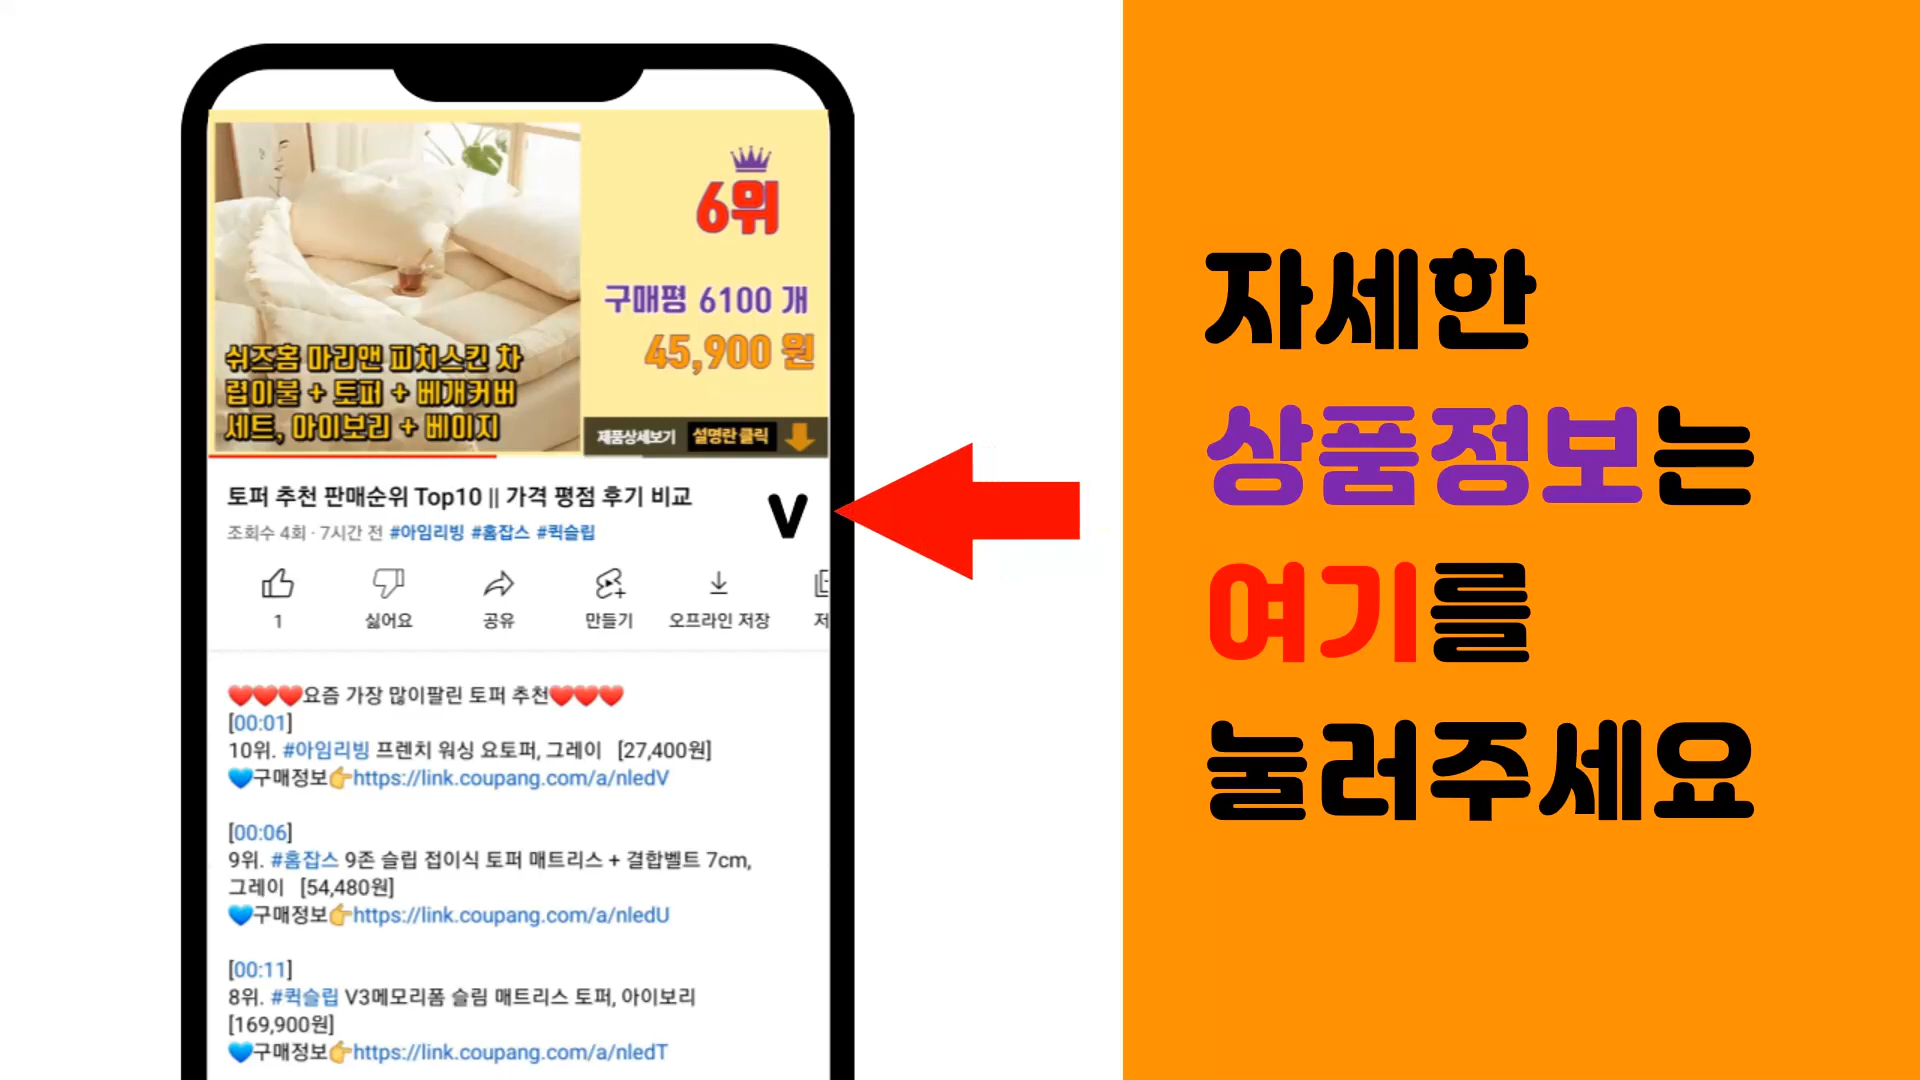 6위
구매평 6100 개
45,900 원
쉬즈홈 마리앤 피치스킨 차
렵이불 + 토퍼 + 베개커버
세트, 아이보리 + 베이지
제품상세보기 설명란 클릭
토퍼 추천 판매순위 Top10 || 가격 평점 후기 비교
V
조회수 4회 · 7시간 전 #아임리빙 #홈잡스 #퀵슬립
1 싫어요 공유 만들기 오프라인 저장 저
❤️❤️❤️요즘 가장 많이팔린 토퍼 추천❤️❤️❤️
[00:01]
10위. #아임리빙 프렌치 워싱 요토퍼, 그레이 [27,400원]
💙구매정보👉https://link.coupang.com/a/nledV
[00:06]
9위. #홈잡스 9존 슬립 접이식 토퍼 매트리스 + 결합벨트 7cm,
그레이 [54,480원]
💙구매정보👉https://link.coupang.com/a/nledU
[00:11]
8위. #퀵슬립 V3메모리폼 슬림 매트리스 토퍼, 아이보리
[169,900원]
💙구매정보👉https://link.coupang.com/a/nledT
자세한
상품정보는
여기를
눌러주세요